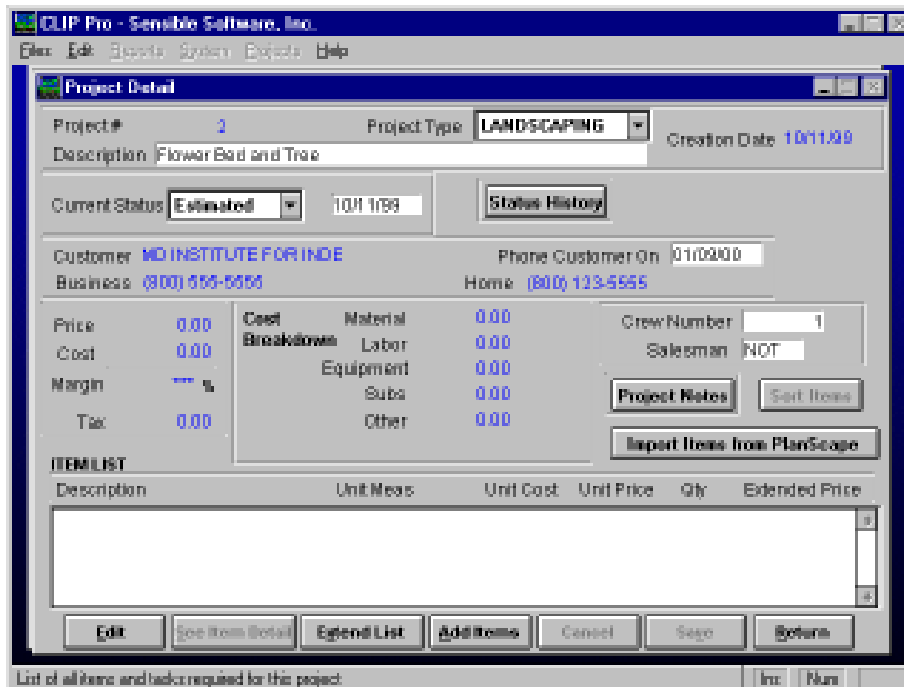 CLIP Pro - Sensible Software, Inc.
Files Edit Reports System Projects Help
Project Detail
Project # 2 Project Type LANDSCAPING Creation Date 10/11/99
Description Flower Bed and Tree
Current Status Estimated 10/11/99 Status History
Customer MD INSTITUTE FOR INDE Phone Customer On 01/09/00
Business (800) 555-5555 Home (800) 123-5555
Price 0.00 Cost Breakdown Material 0.00 Crew Number 1
Cost 0.00 Labor 0.00 Salesman NOT
Equipment 0.00
Margin *** % Subs 0.00 Project Notes Sort Items
Tax 0.00 Other 0.00
Import Items from PlanScape
ITEM LIST
Description Unit Meas Unit Cost Unit Price Qty Extended Price
Edit See Item Detail Extend List Add Items Cancel Save Return
List of all items and tasks required for this project Ins Num